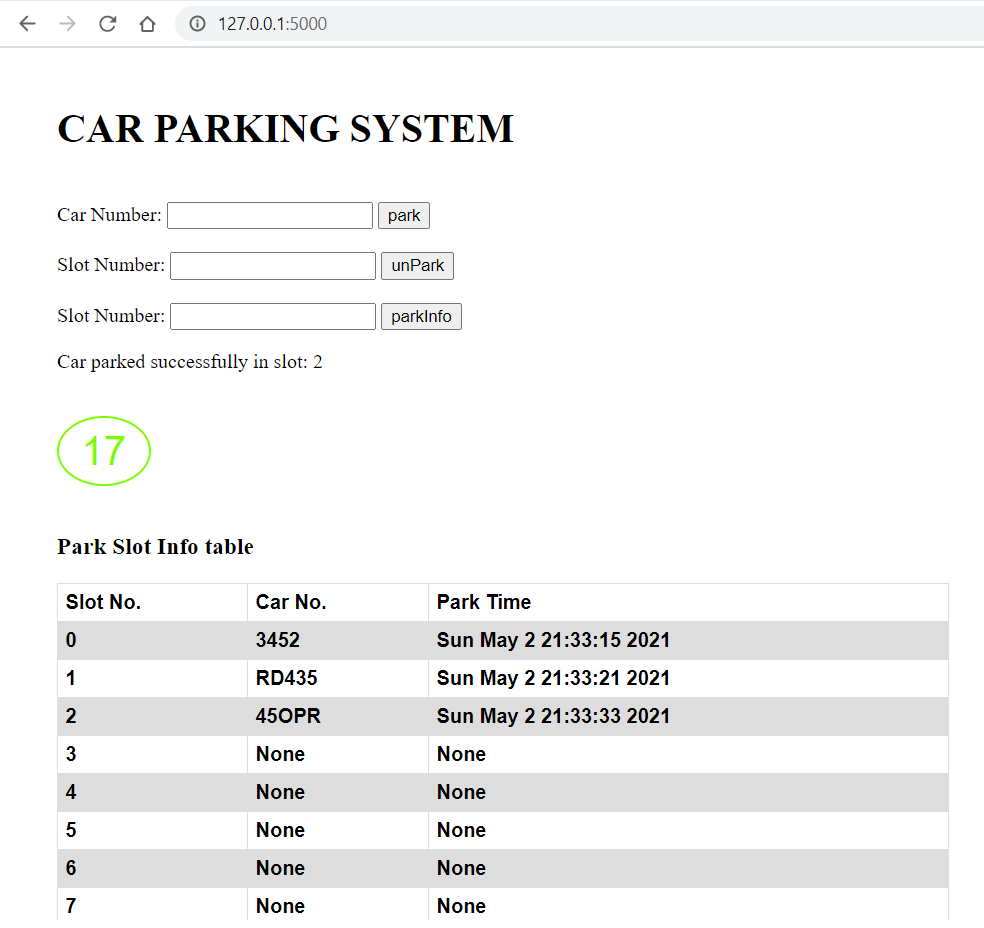 127.0.0.1:5000
CAR PARKING SYSTEM
Car Number: park
Slot Number: unPark
Slot Number: parkInfo
Car parked successfully in slot: 2
17
Park Slot Info table
Slot No. Car No. Park Time
0 3452 Sun May 2 21:33:15 2021
1 RD435 Sun May 2 21:33:21 2021
2 45OPR Sun May 2 21:33:33 2021
3 None None
4 None None
5 None None
6 None None
7 None None